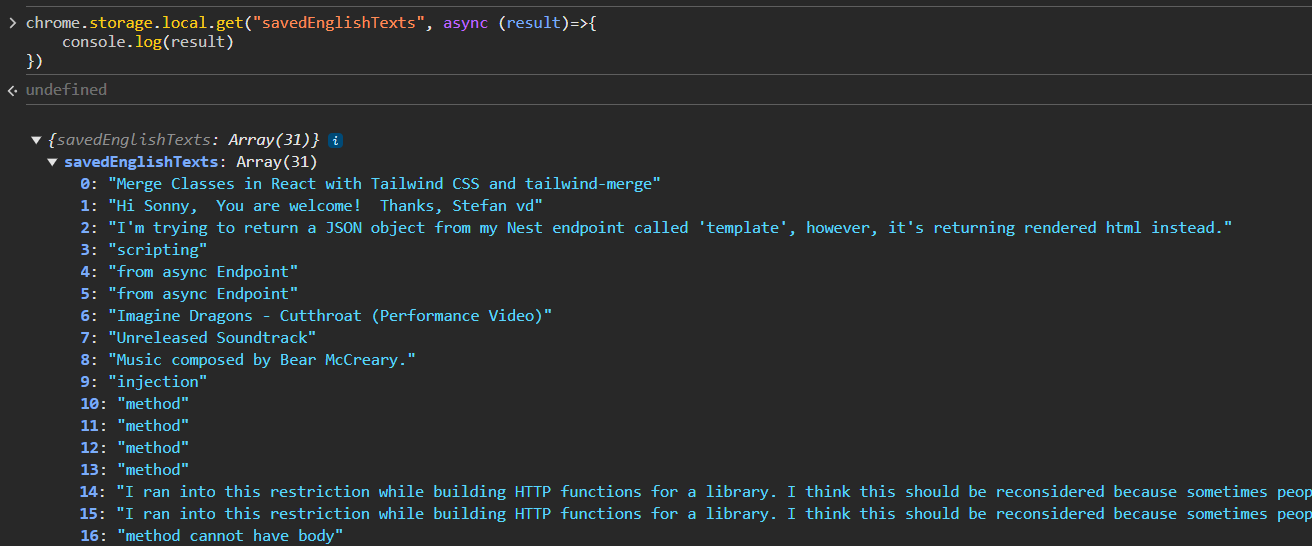 chrome.storage.local.get("savedEnglishTexts", async (result)=>{
    console.log(result)
})
undefined
{savedEnglishTexts: Array(31)} i
savedEnglishTexts: Array(31)
0: "Merge Classes in React with Tailwind CSS and tailwind-merge"
1: "Hi Sonny,  You are welcome!  Thanks, Stefan vd"
2: "I'm trying to return a JSON object from my Nest endpoint called 'template', however, it's returning rendered html instead."
3: "scripting"
4: "from async Endpoint"
5: "from async Endpoint"
6: "Imagine Dragons - Cutthroat (Performance Video)"
7: "Unreleased Soundtrack"
8: "Music composed by Bear McCreary."
9: "injection"
10: "method"
11: "method"
12: "method"
13: "method"
14: "I ran into this restriction while building HTTP functions for a library. I think this should be reconsidered because sometimes peop
15: "I ran into this restriction while building HTTP functions for a library. I think this should be reconsidered because sometimes peop
16: "method cannot have body"